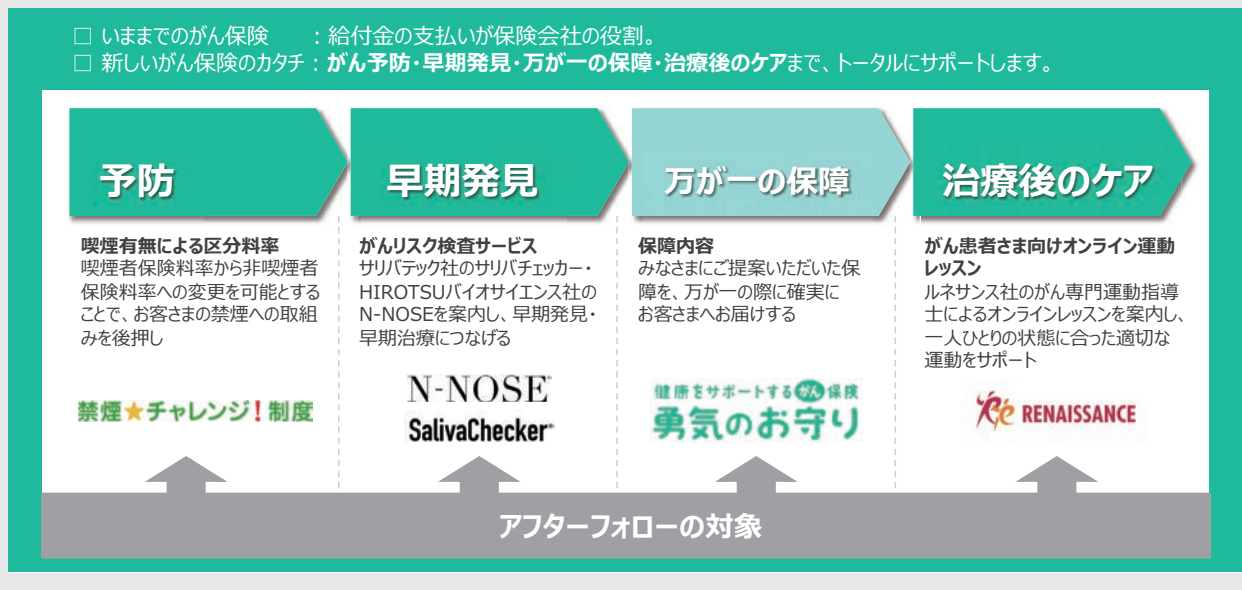 □ いままでのがん保険　　：給付金の支払いが保険会社の役割。
□ 新しいがん保険のカタチ：がん予防・早期発見・万が一の保障・治療後のケアまで、トータルにサポートします。
予防
喫煙有無による区分料率
喫煙者保険料率から非喫煙者
保険料率への変更を可能とする
ことで、お客さまの禁煙への取組
みを後押し
禁煙★チャレンジ！制度
早期発見
がんリスク検査サービス
サリバテック社のサリバチェッカー・
HIROTSUバイオサイエンス社の
N-NOSEを案内し、早期発見・
早期治療につなげる
N-NOSE
SalivaChecker
万が一の保障
保障内容
みなさまにご提案いただいた保
障を、万が一の際に確実に
お客さまへお届けする
健康をサポートするがん保険
勇気のお守り
治療後のケア
がん患者さま向けオンライン運動
レッスン
ルネサンス社のがん専門運動指導
士によるオンラインレッスンを案内し、
一人ひとりの状態に合った適切な
運動をサポート
RENAISSANCE
アフターフォローの対象